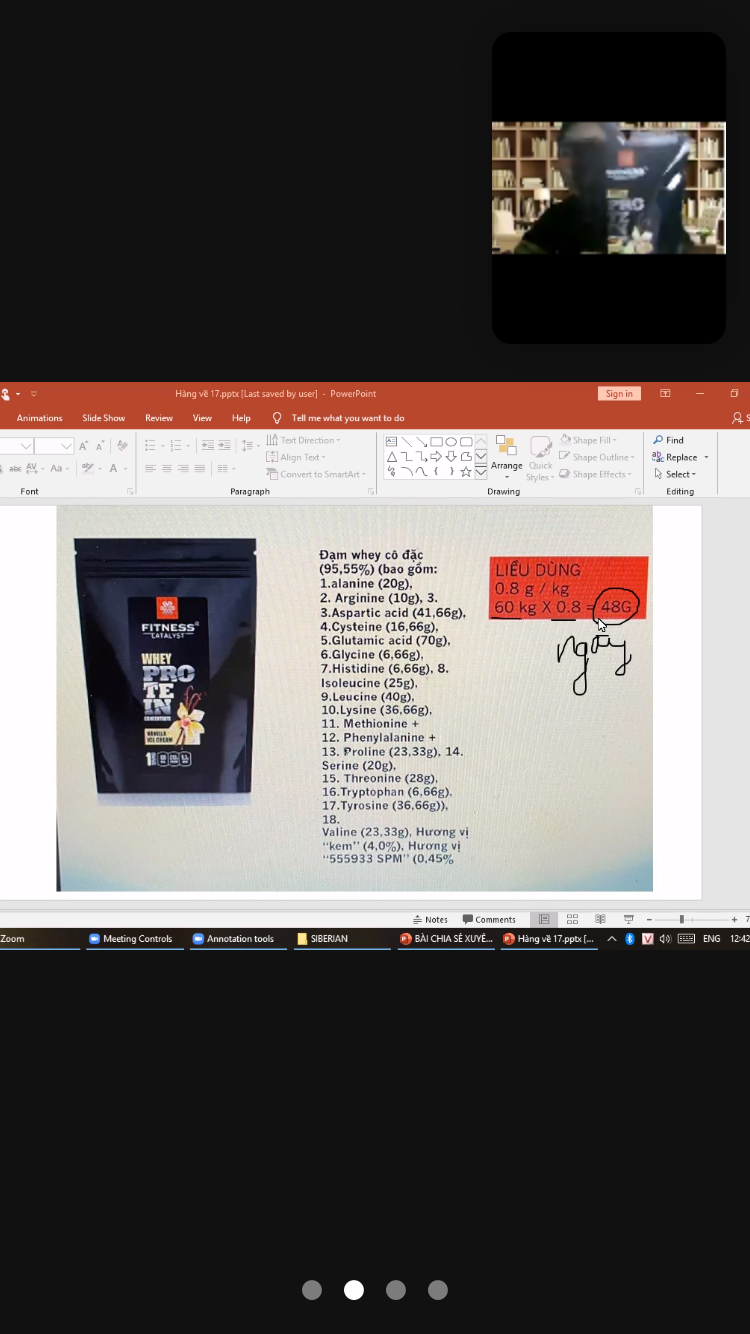 Hàng về 17.pptx [Last saved by user] - PowerPoint
Sign in
Animations Slide Show Review View Help Tell me what you want to do
Text Direction
Align Text
Convert to SmartArt
Arrange
Quick
Styles
Shape Fill
Shape Outline
Shape Effects
Find
Replace
Select
Font Paragraph Drawing Editing
FITNESS
CATALYST
WHEY
PRO
TE
IN
CONCENTRATE
VANILLA
ICE CREAM
Đạm whey cô đặc
(95,55%) (bao gồm:
1.alanine (20g),
2. Arginine (10g), 3.
3.Aspartic acid (41,66g),
4.Cysteine (16,66g),
5.Glutamic acid (70g),
6.Glycine (6,66g),
7.Histidine (6,66g), 8.
Isoleucine (25g),
9.Leucine (40g),
10.Lysine (36,66g),
11. Methionine +
12. Phenylalanine +
13. Proline (23,33g), 14.
Serine (20g),
15. Threonine (28g),
16.Tryptophan (6,66g),
17.Tyrosine (36,66g)),
18.
Valine (23,33g), Hương vị
"kem" (4,0%), Hương vị
"555933 SPM" (0,45%
LIỀU DÙNG
0.8 g / kg
60 kg X 0.8 = 48G
ngày
Notes Comments
Zoom Meeting Controls Annotation tools SIBERIAN BÀI CHIA SẺ XUYÊ... Hàng về 17.pptx [... ENG 12:42